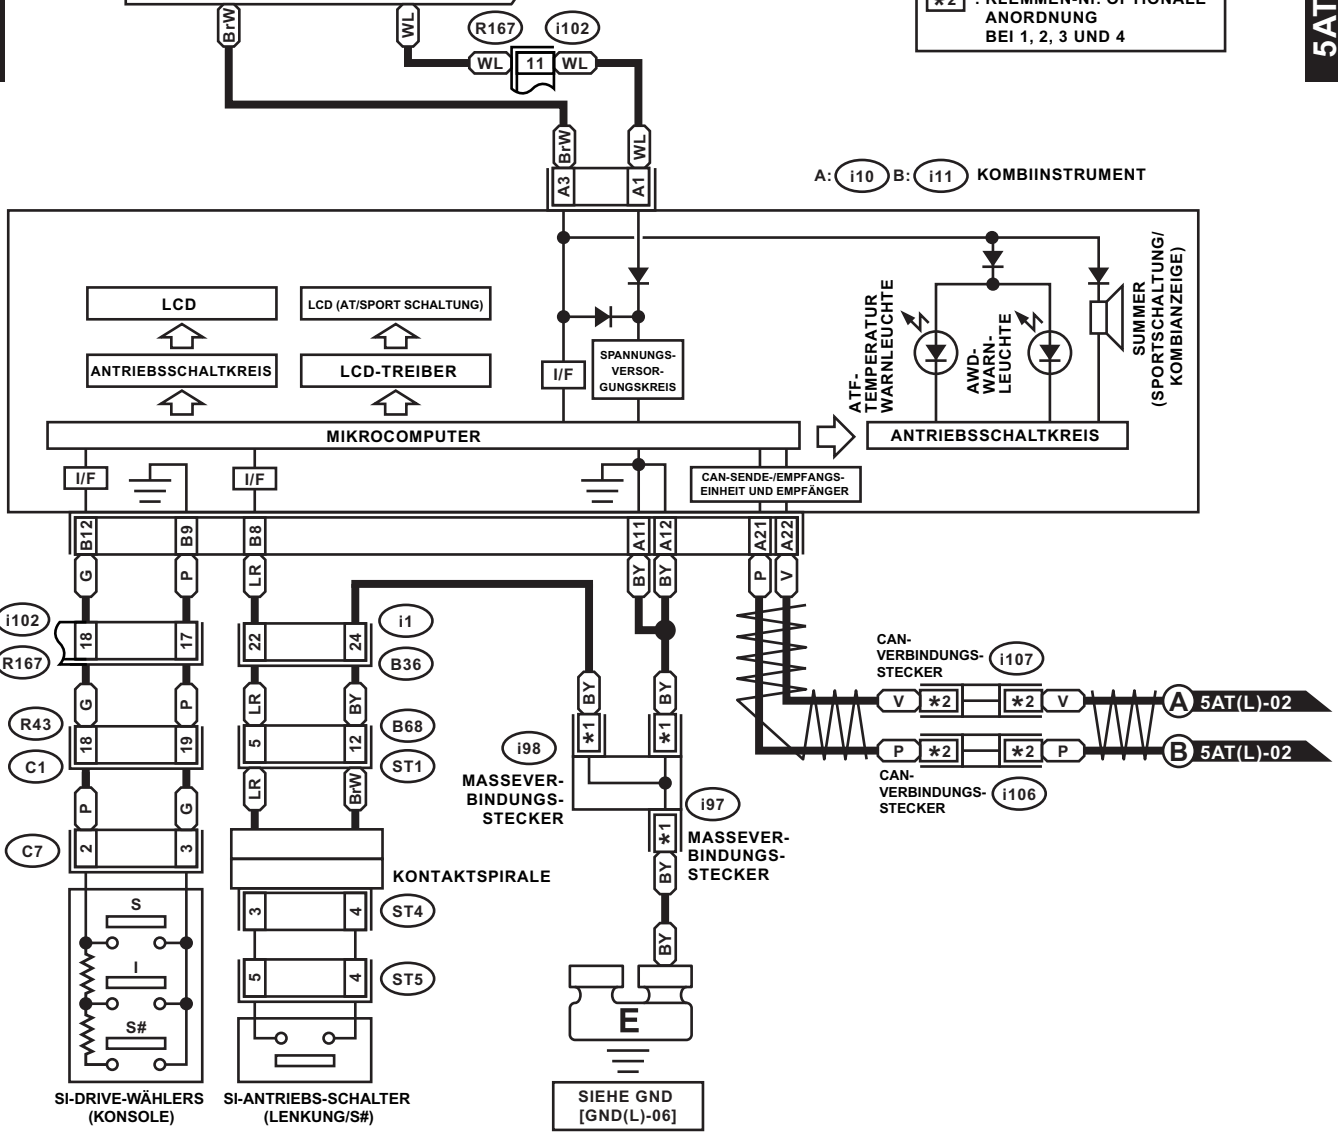 BrW
WL
R167
i102
WL
11
WL
*2 : KLEMMEN-NR. OPTIONALE
ANORDNUNG
BEI 1, 2, 3 UND 4
5AT
BrW
WL
A3
A1
A: i10 B: i11 KOMBIINSTRUMENT
LCD
LCD (AT/SPORT SCHALTUNG)
ANTRIEBSSCHALTKREIS
LCD-TREIBER
I/F
SPANNUNGS-
VERSOR-
GUNGSKREIS
ATF-
TEMPERATUR
WARNLEUCHTE
AWD-
WARN-
LEUCHTE
SUMMER
(SPORTSCHALTUNG/
KOMBIANZEIGE)
MIKROCOMPUTER
ANTRIEBSSCHALTKREIS
I/F
I/F
CAN-SENDE-/EMPFANGS-
EINHEIT UND EMPFÄNGER
B12
B9
B8
A11
A12
A21
A22
G
P
LR
BY
BY
P
V
i102
18
17
22
24
i1
R167
B36
CAN-
VERBINDUNGS-
STECKER
i107
G
P
LR
BY
BY
BY
V
*2
*2
V
A
5AT(L)-02
R43
18
19
5
12
B68
*1
*1
C1
ST1
i98
P
*2
*2
P
B
5AT(L)-02
MASSEVER-
BINDUNGS-
STECKER
CAN-
VERBINDUNGS-
STECKER
i106
P
G
LR
BrW
i97
*1
MASSEVER-
BINDUNGS-
STECKER
C7
2
3
KONTAKTSPIRALE
BY
3
4
ST4
S
BY
5
4
ST5
I
S#
E
SI-DRIVE-WÄHLERS
(KONSOLE)
SI-ANTRIEBS-SCHALTER
(LENKUNG/S#)
SIEHE GND
[GND(L)-06]